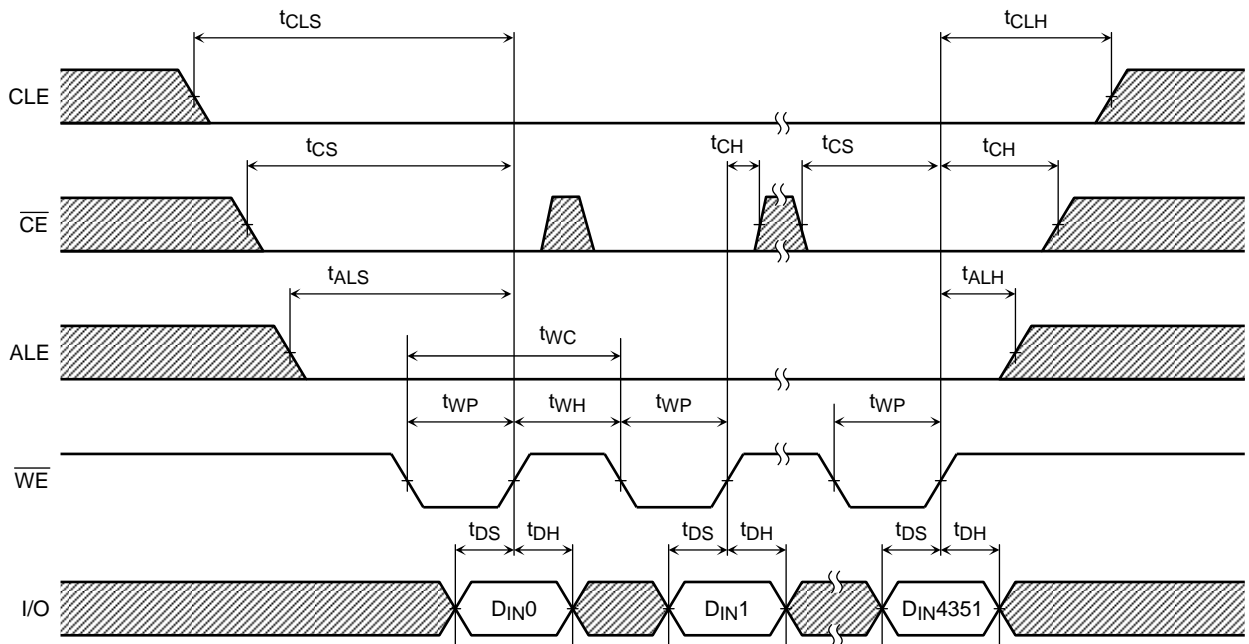 tCLS
tCLH
CLE
tCS
tCH
tCS
tCH
CE
tALS
tALH
ALE
tWC
tWP
tWH
tWP
tWP
WE
tDS
tDH
tDS
tDH
tDS
tDH
I/O
DIN0
DIN1
DIN4351